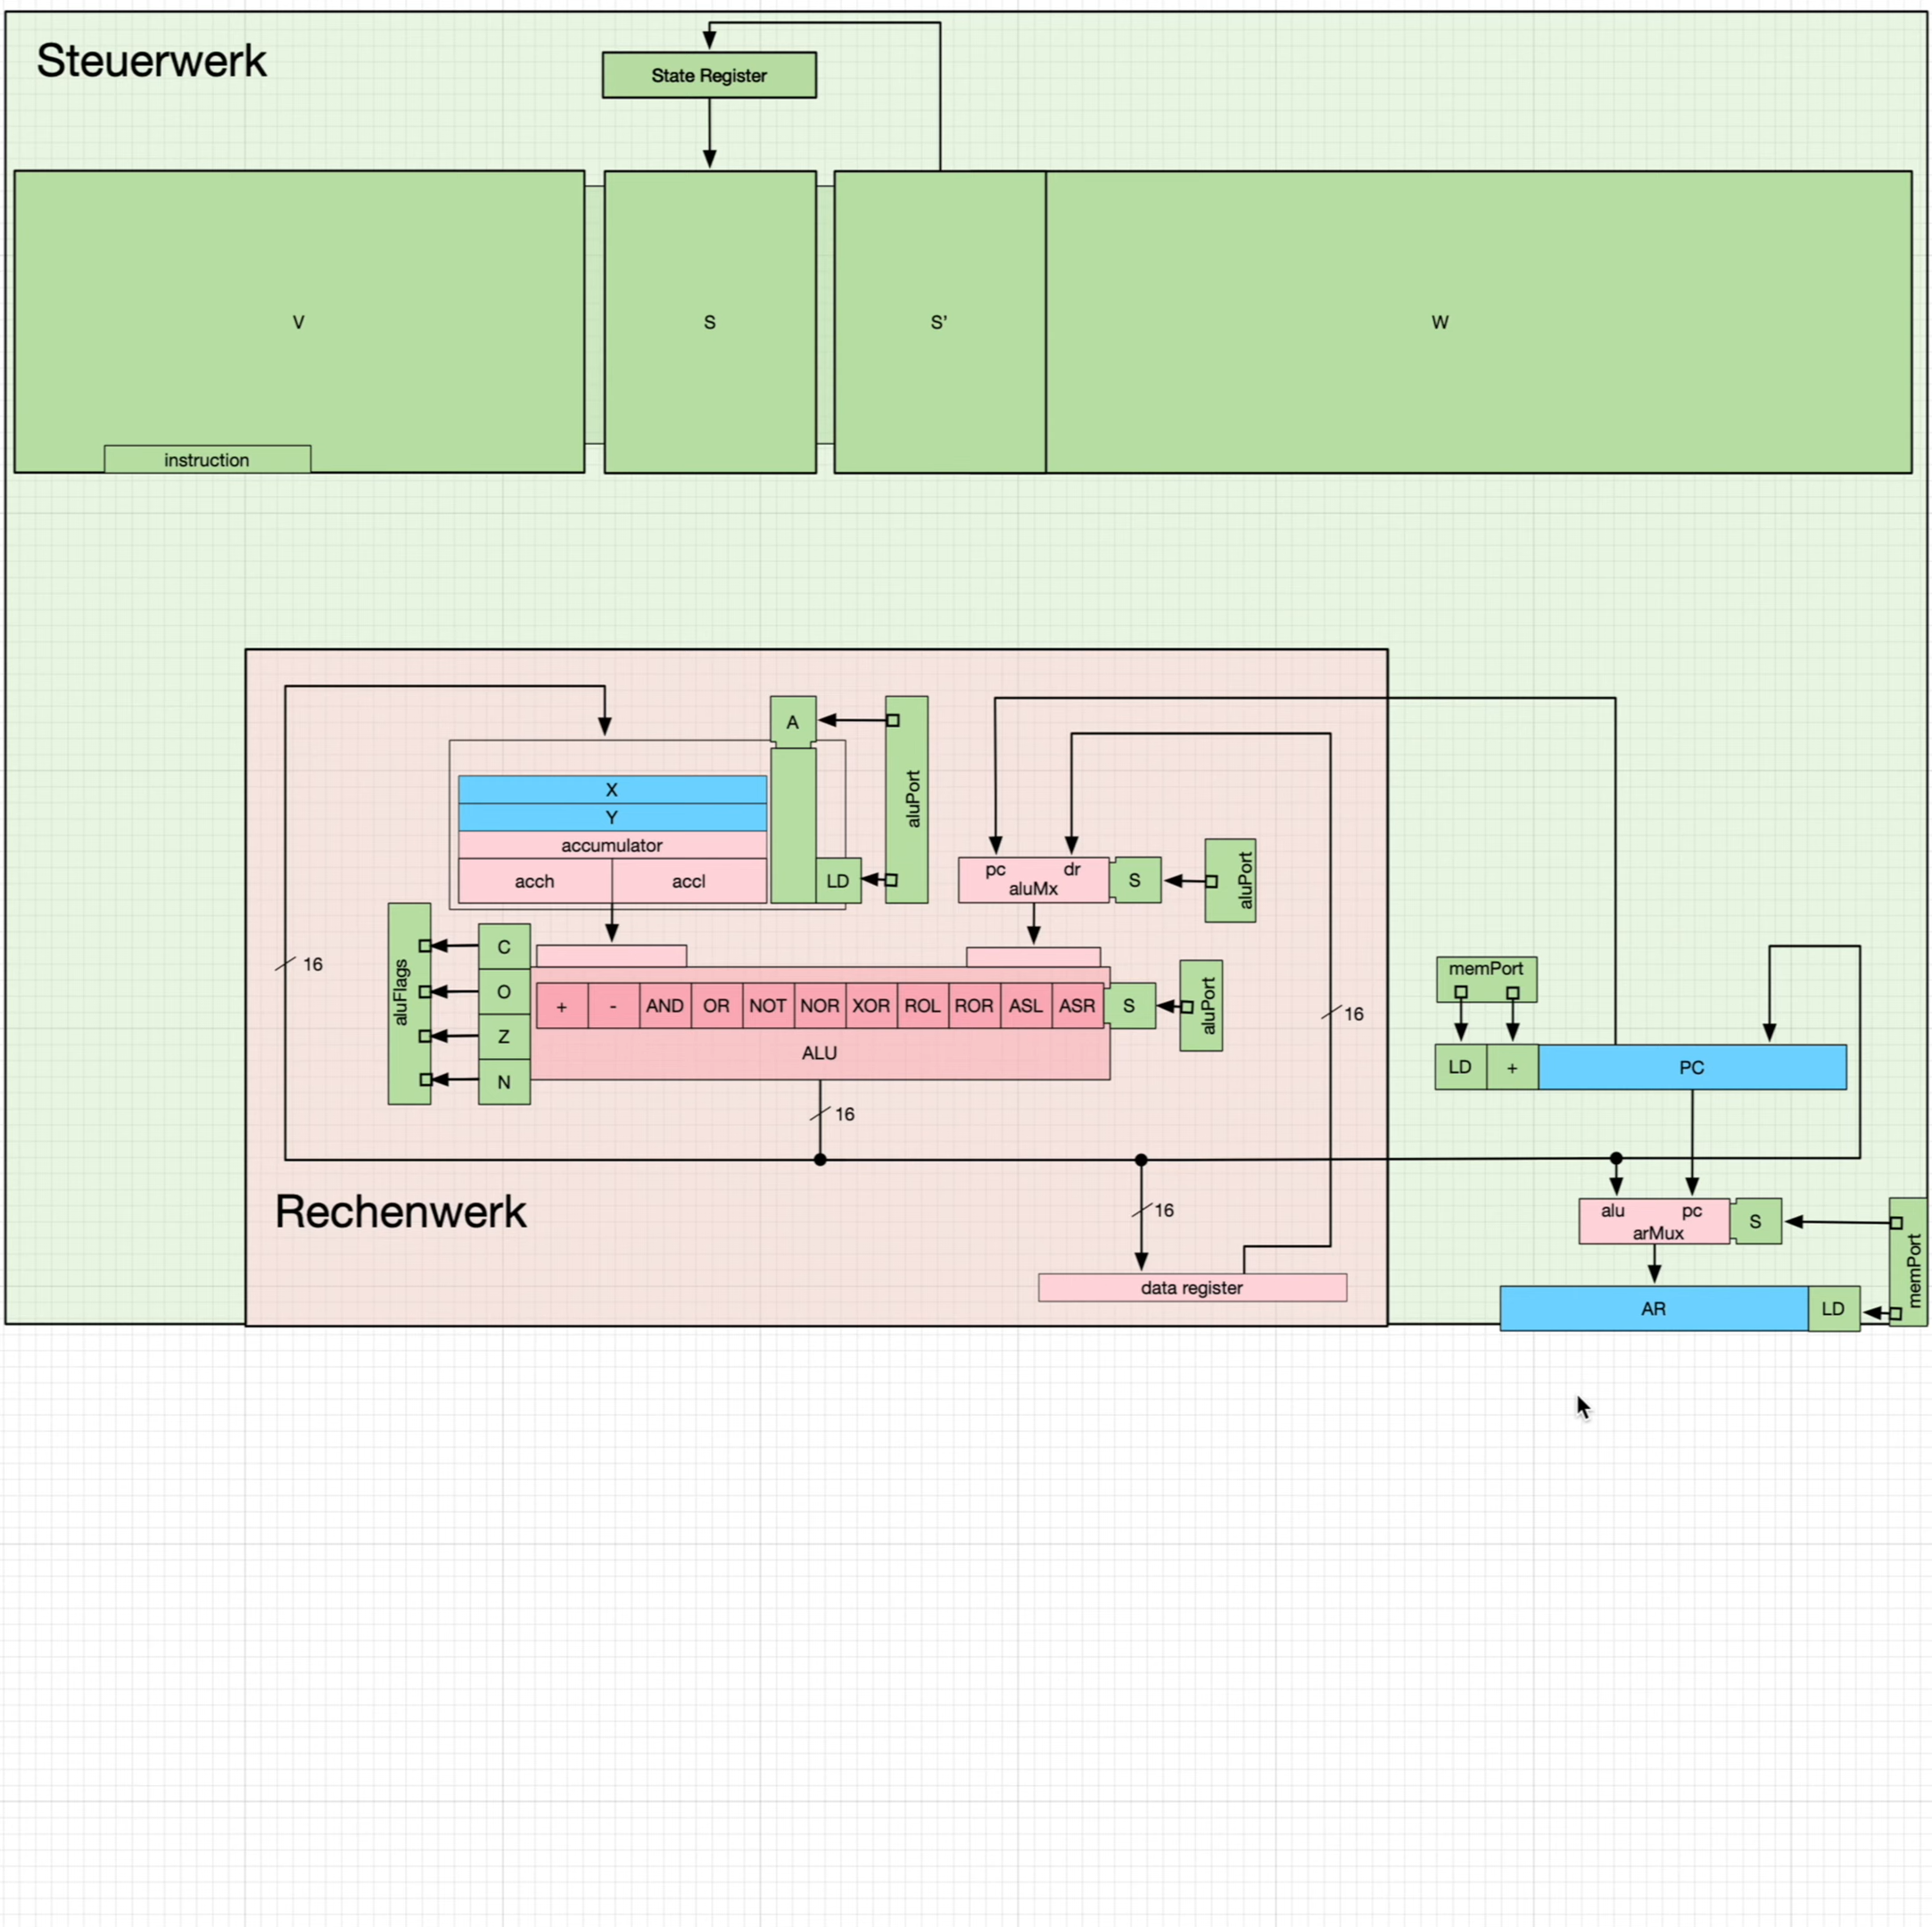 Steuerwerk
State Register
V
S
S'
W
instruction
A
aluPort
X
Y
accumulator
acch
accl
LD
pc
dr
aluMx
S
aluPort
aluFlags
C
O
Z
N
16
+
-
AND
OR
NOT
NOR
XOR
ROL
ROR
ASL
ASR
S
aluPort
ALU
16
16
memPort
LD
+
PC
Rechenwerk
16
data register
alu
pc
arMux
S
memPort
AR
LD